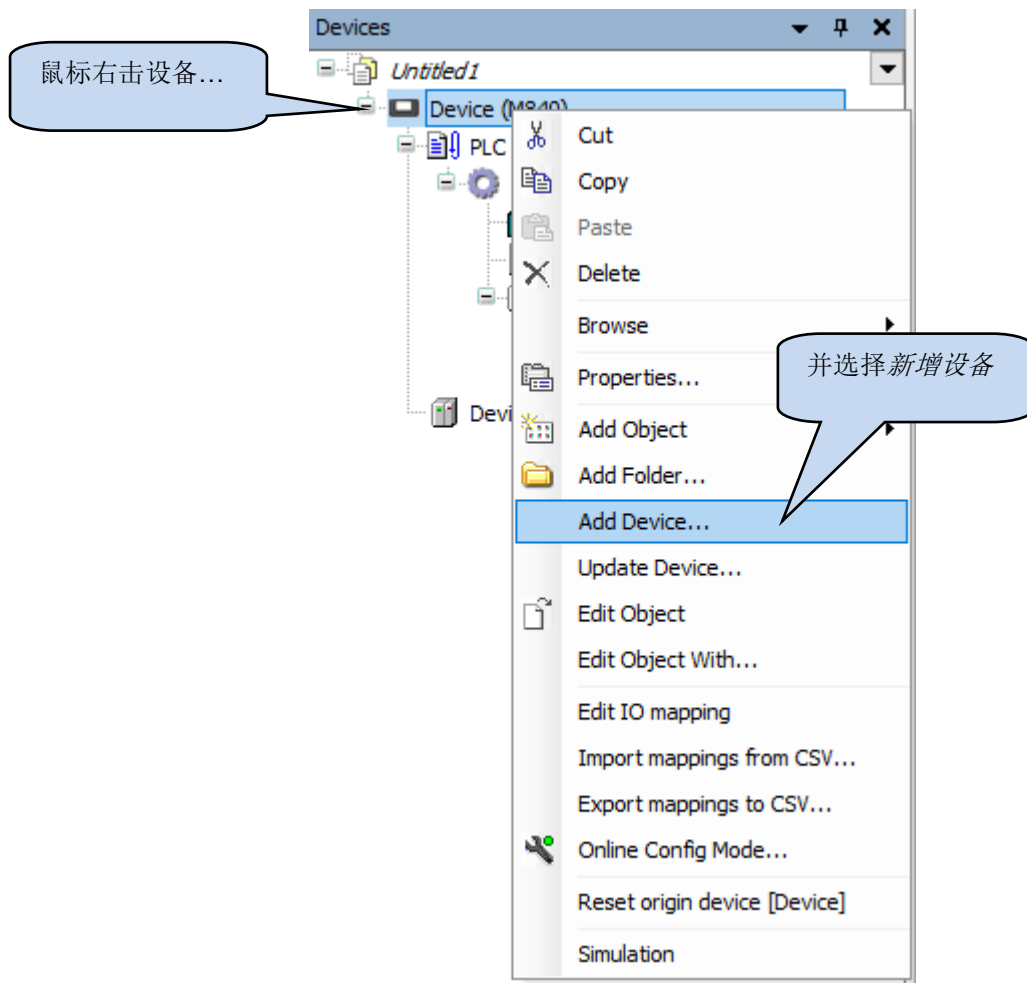 Devices
鼠标右击设备…
Untitled1
Device (M840)
PLC
Cut
Copy
Paste
Delete
Browse
并选择新增设备
Properties...
Devi
Add Object
Add Folder...
Add Device...
Update Device...
Edit Object
Edit Object With...
Edit IO mapping
Import mappings from CSV...
Export mappings to CSV...
Online Config Mode...
Reset origin device [Device]
Simulation